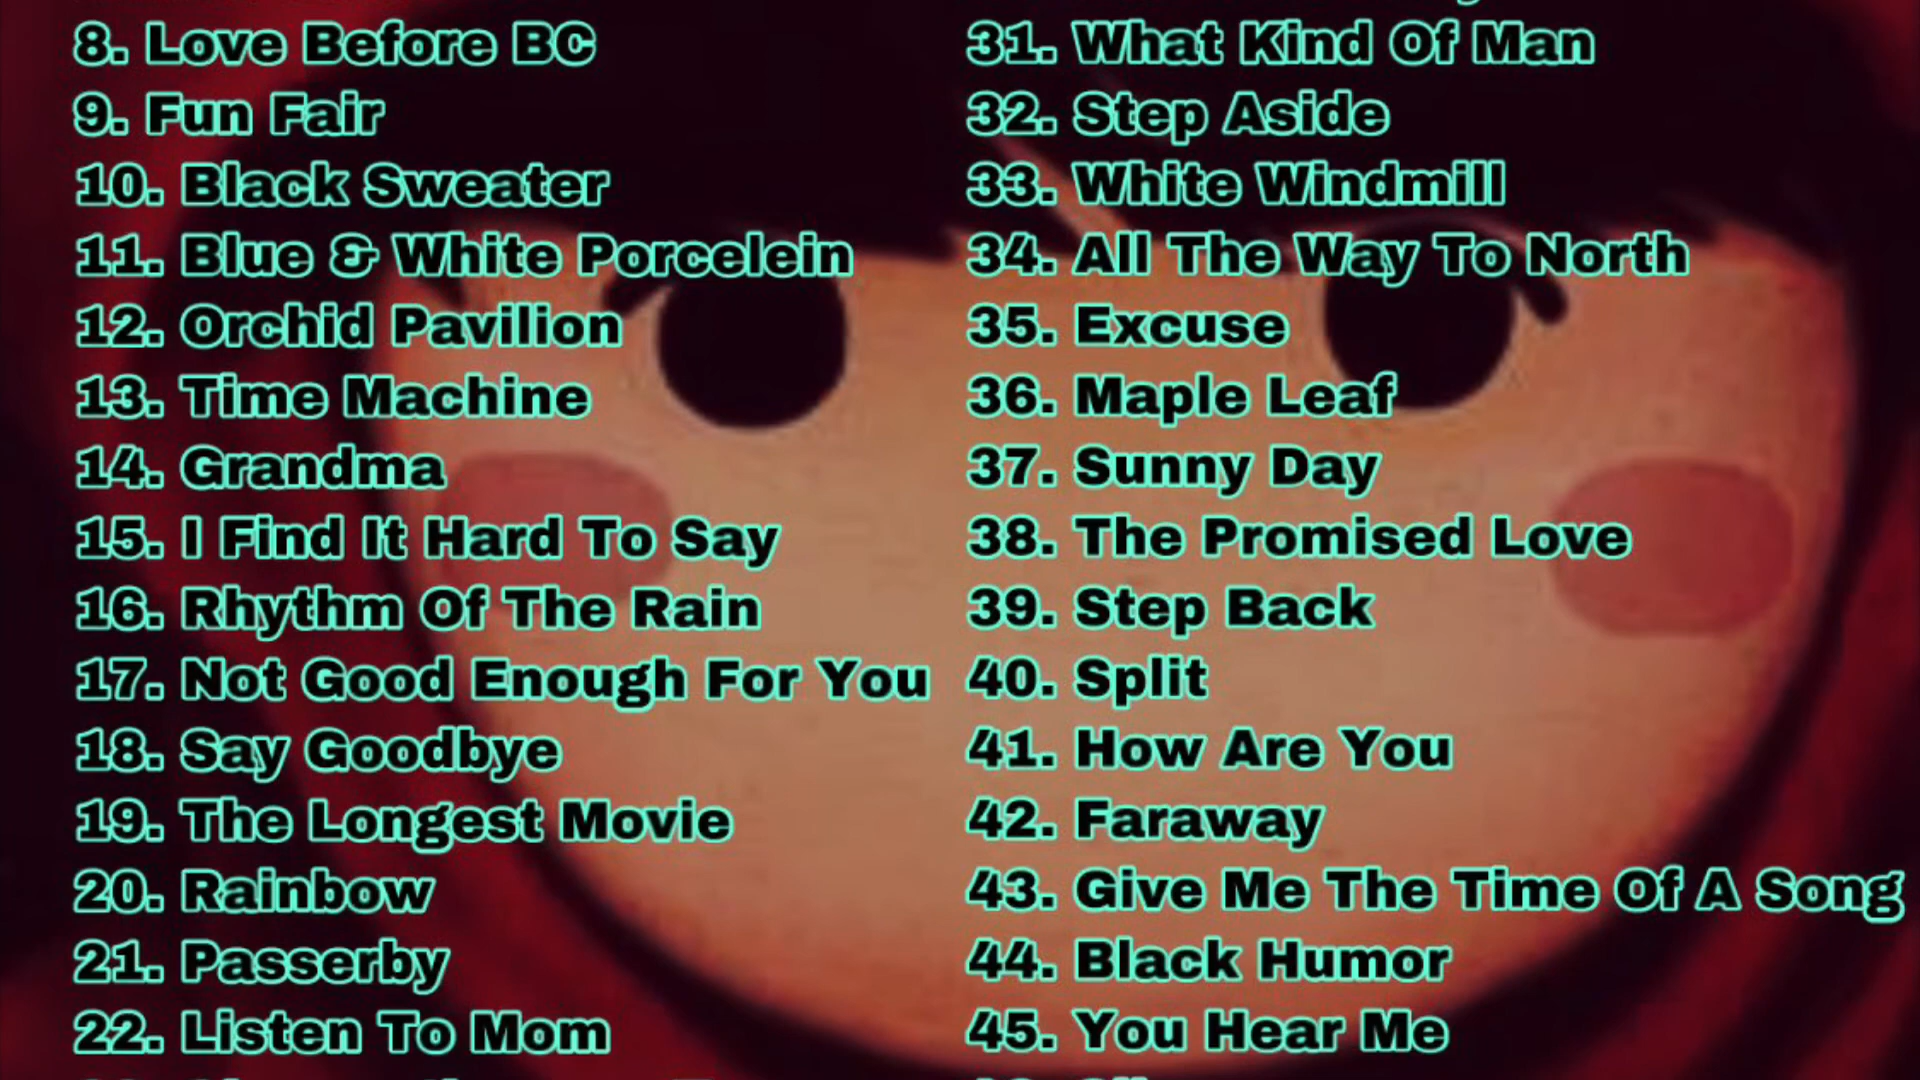 8. Love Before BC
9. Fun Fair
10. Black Sweater
11. Blue & White Porcelein
12. Orchid Pavilion
13. Time Machine
14. Grandma
15. I Find It Hard To Say
16. Rhythm Of The Rain
17. Not Good Enough For You
18. Say Goodbye
19. The Longest Movie
20. Rainbow
21. Passerby
22. Listen To Mom
31. What Kind Of Man
32. Step Aside
33. White Windmill
34. All The Way To North
35. Excuse
36. Maple Leaf
37. Sunny Day
38. The Promised Love
39. Step Back
40. Split
41. How Are You
42. Faraway
43. Give Me The Time Of A Song
44. Black Humor
45. You Hear Me